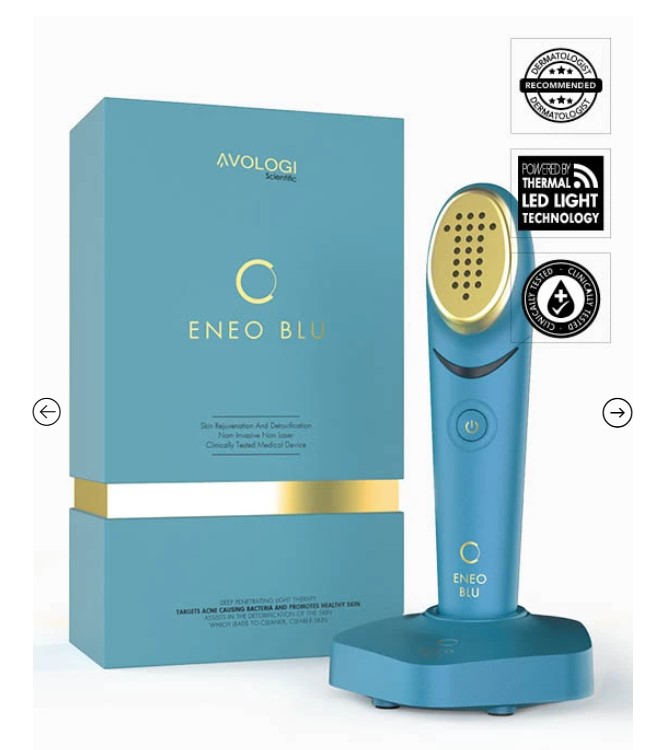 AVOLOGI
Scientific
ENEO BLU
Skin Rejuvenation And Detoxification
Non-Invasive Non Laser
Clinically Tested Medical Device
DEEP PENETRATING LIGHT THERAPY
TARGETS ACNE CAUSING BACTERIA AND PROMOTES HEALTHY SKIN
ASSISTS IN THE DETOXIFICATION OF THE SKIN
WHICH LEADS TO CLEANER, CLEARER SKIN
DERMATOLOGIST
RECOMMENDED
DERMATOLOGIST
POWERED BY
THERMAL
LED LIGHT
TECHNOLOGY
CLINICALLY TESTED
CLINICALLY TESTED
ENEO
BLU